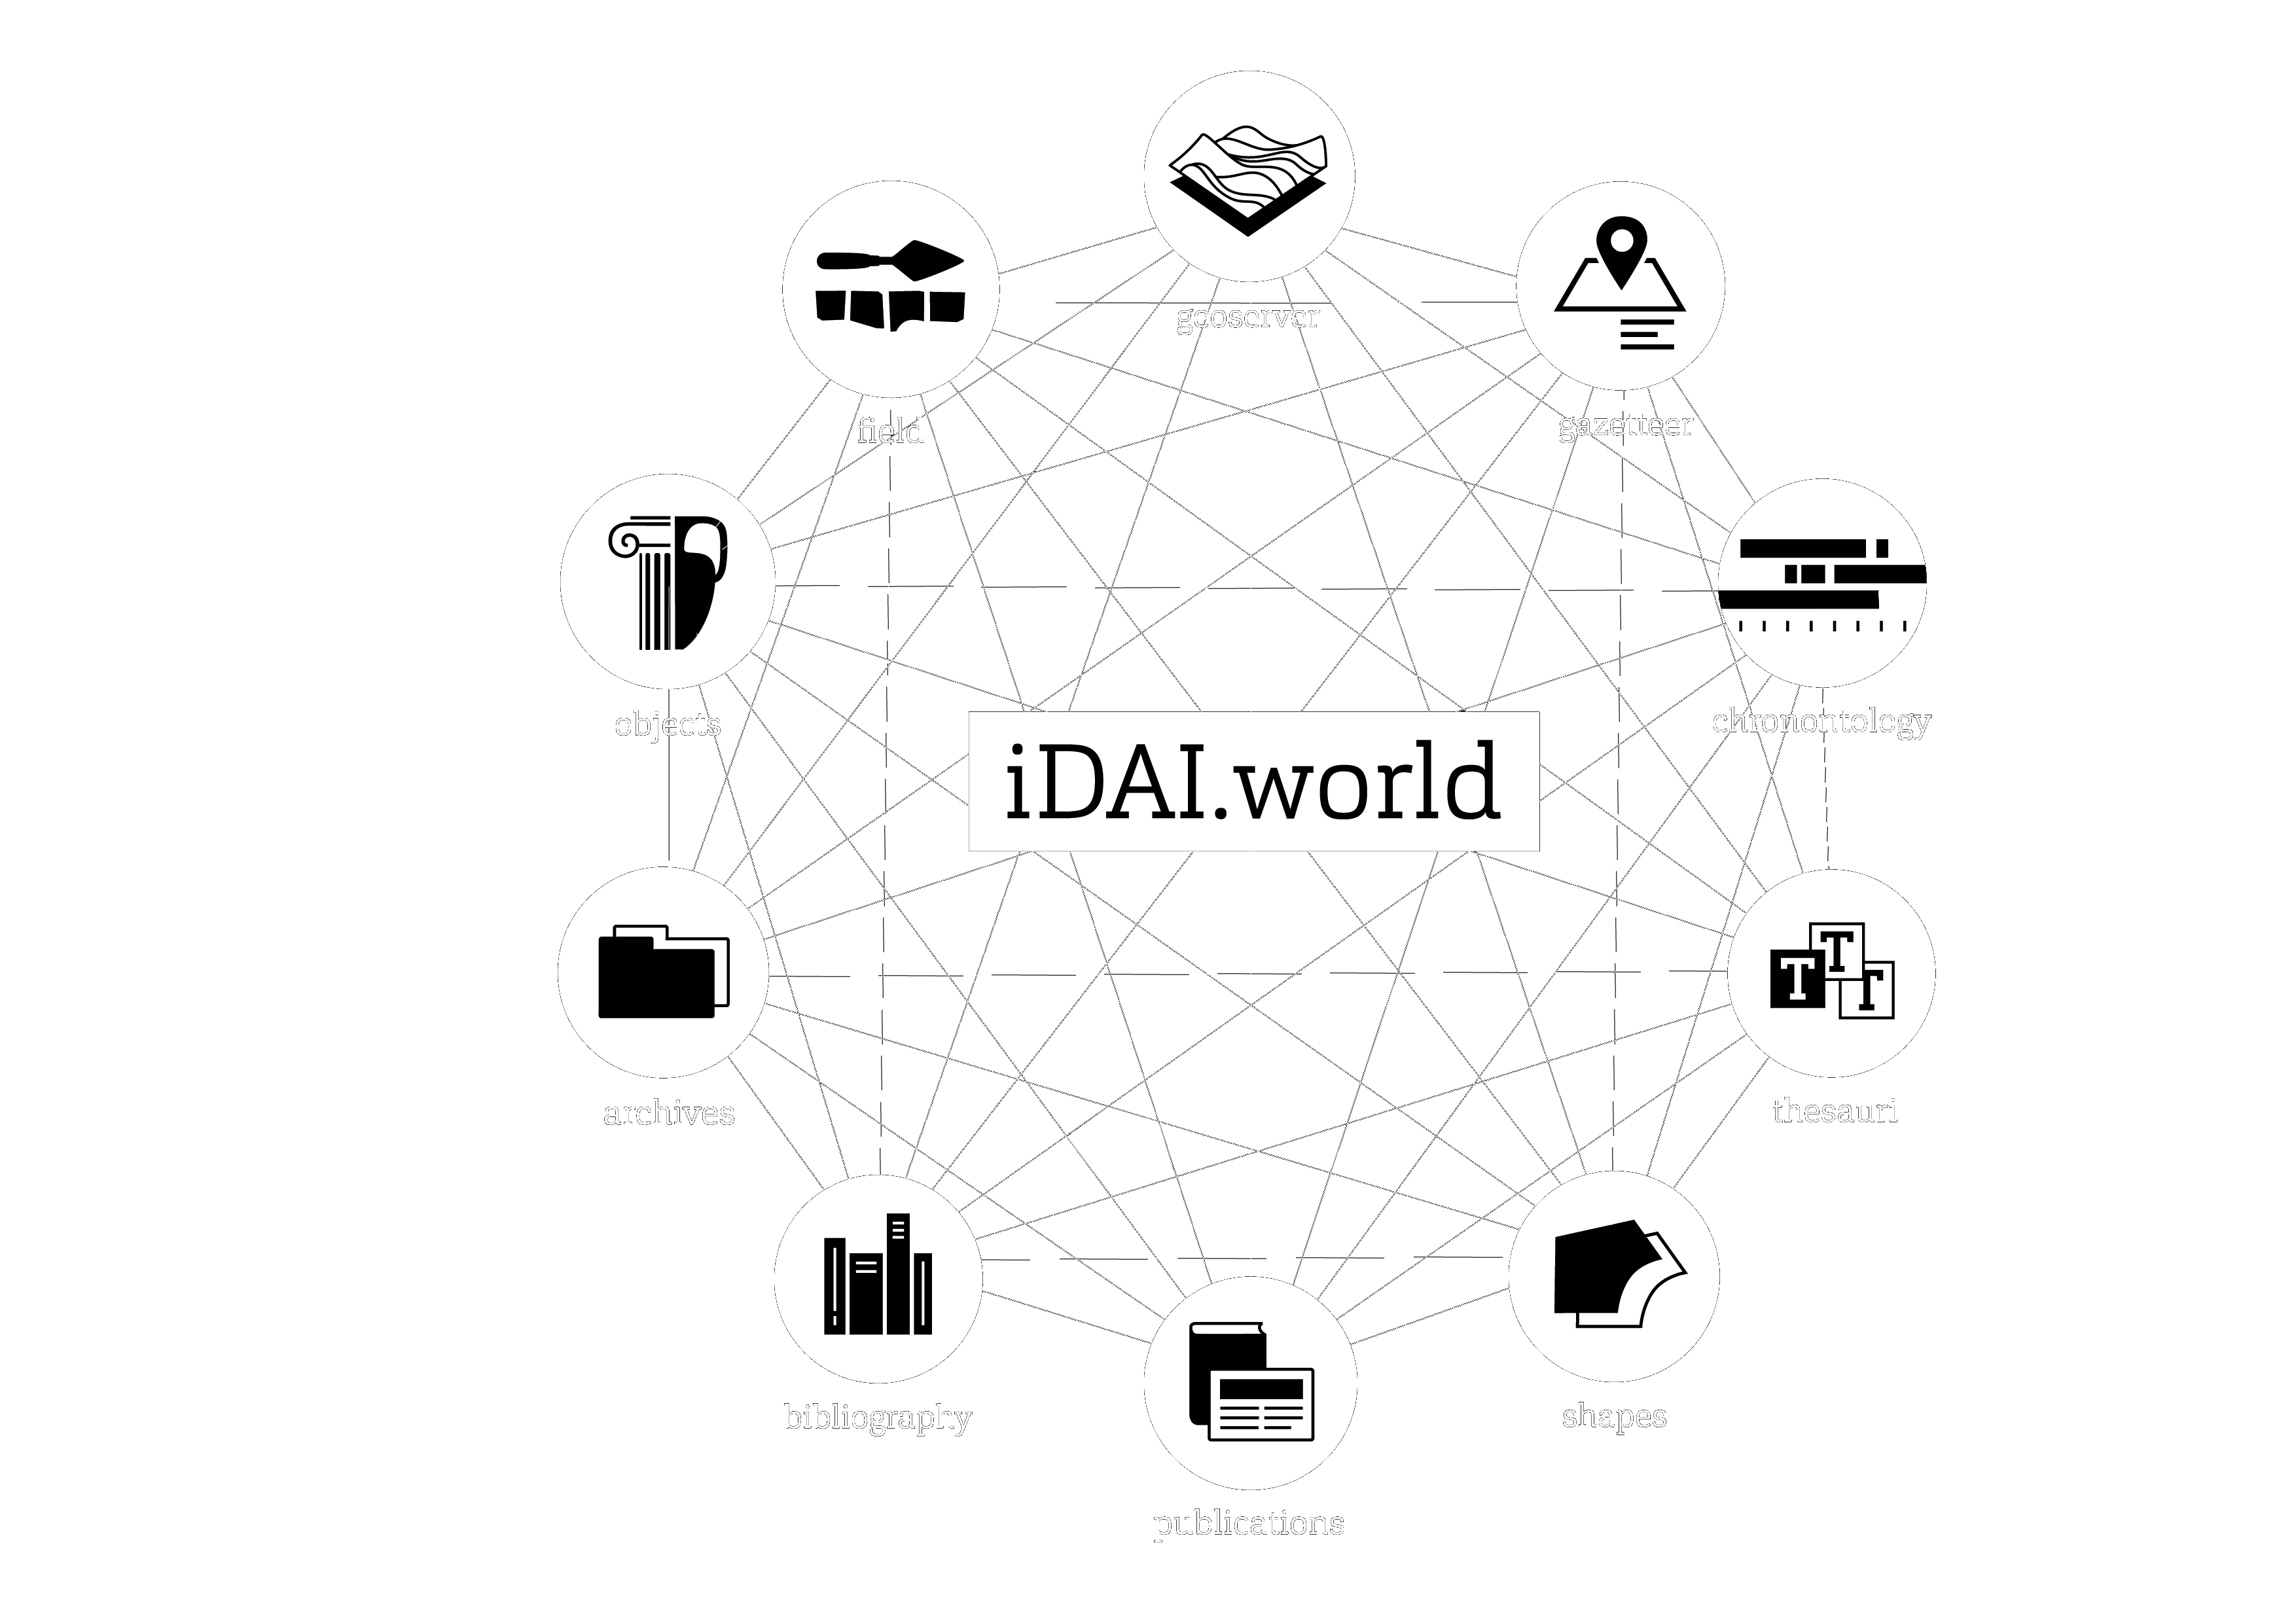 geoserver
field
gazetteer
objects
chronontology
iDAI.world
archives
T
T
T
thesauri
bibliography
shapes
publications